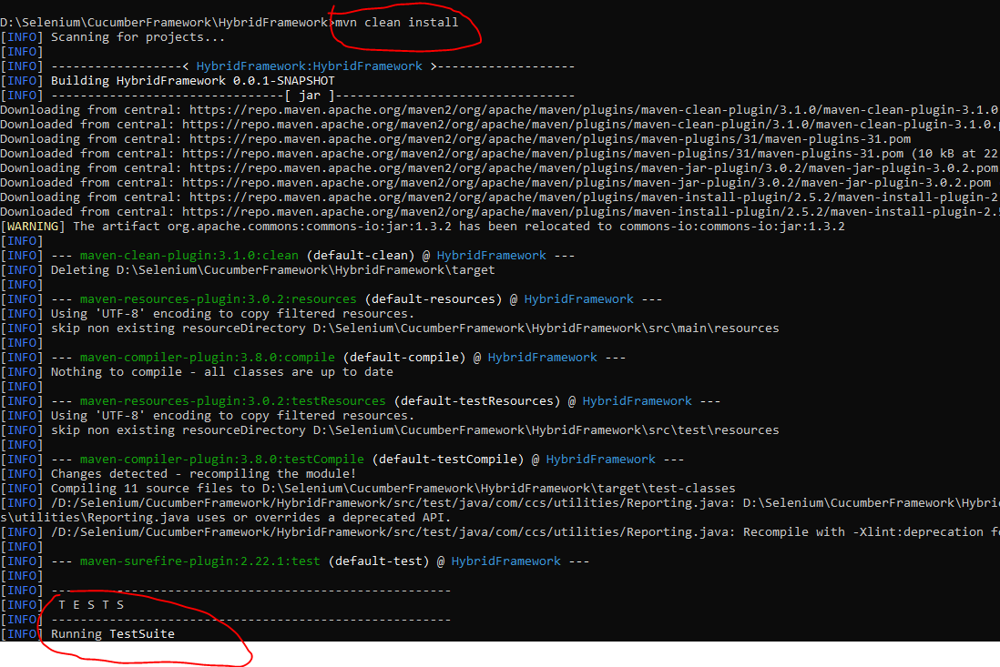 D:\Selenium\CucumberFramework\HybridFramework>mvn clean install
[INFO] Scanning for projects...
[INFO]
[INFO] ------------------< HybridFramework:HybridFramework >-------------------
[INFO] Building HybridFramework 0.0.1-SNAPSHOT
[INFO] --------------------------------[ jar ]---------------------------------
Downloading from central: https://repo.maven.apache.org/maven2/org/apache/maven/plugins/maven-clean-plugin/3.1.0/maven-clean-plugin-3.1.0
Downloaded from central: https://repo.maven.apache.org/maven2/org/apache/maven/plugins/maven-clean-plugin/3.1.0/maven-clean-plugin-3.1.0.
Downloading from central: https://repo.maven.apache.org/maven2/org/apache/maven/plugins/maven-plugins/31/maven-plugins-31.pom
Downloaded from central: https://repo.maven.apache.org/maven2/org/apache/maven/plugins/maven-plugins/31/maven-plugins-31.pom (10 kB at 22
Downloading from central: https://repo.maven.apache.org/maven2/org/apache/maven/plugins/maven-jar-plugin/3.0.2/maven-jar-plugin-3.0.2.pom
Downloaded from central: https://repo.maven.apache.org/maven2/org/apache/maven/plugins/maven-jar-plugin/3.0.2/maven-jar-plugin-3.0.2.pom
Downloading from central: https://repo.maven.apache.org/maven2/org/apache/maven/plugins/maven-install-plugin/2.5.2/maven-install-plugin-2
Downloaded from central: https://repo.maven.apache.org/maven2/org/apache/maven/plugins/maven-install-plugin/2.5.2/maven-install-plugin-2.5
[WARNING] The artifact org.apache.commons:commons-io:jar:1.3.2 has been relocated to commons-io:commons-io:jar:1.3.2
[INFO]
[INFO] --- maven-clean-plugin:3.1.0:clean (default-clean) @ HybridFramework ---
[INFO] Deleting D:\Selenium\CucumberFramework\HybridFramework\target
[INFO]
[INFO] --- maven-resources-plugin:3.0.2:resources (default-resources) @ HybridFramework ---
[INFO] Using 'UTF-8' encoding to copy filtered resources.
[INFO] skip non existing resourceDirectory D:\Selenium\CucumberFramework\HybridFramework\src\main\resources
[INFO]
[INFO] --- maven-compiler-plugin:3.8.0:compile (default-compile) @ HybridFramework ---
[INFO] Nothing to compile - all classes are up to date
[INFO]
[INFO] --- maven-resources-plugin:3.0.2:testResources (default-testResources) @ HybridFramework ---
[INFO] Using 'UTF-8' encoding to copy filtered resources.
[INFO] skip non existing resourceDirectory D:\Selenium\CucumberFramework\HybridFramework\src\test\resources
[INFO]
[INFO] --- maven-compiler-plugin:3.8.0:testCompile (default-testCompile) @ HybridFramework ---
[INFO] Changes detected - recompiling the module!
[INFO] Compiling 11 source files to D:\Selenium\CucumberFramework\HybridFramework\target\test-classes
[INFO] /D:/Selenium/CucumberFramework/HybridFramework/src/test/java/com/ccs/utilities/Reporting.java: D:\Selenium\CucumberFramework\Hybri
s\utilities\Reporting.java uses or overrides a deprecated API.
[INFO] /D:/Selenium/CucumberFramework/HybridFramework/src/test/java/com/ccs/utilities/Reporting.java: Recompile with -Xlint:deprecation f
[INFO]
[INFO] --- maven-surefire-plugin:2.22.1:test (default-test) @ HybridFramework ---
[INFO]
[INFO] -------------------------------------------------------
[INFO]  T E S T S
[INFO] -------------------------------------------------------
[INFO] Running TestSuite